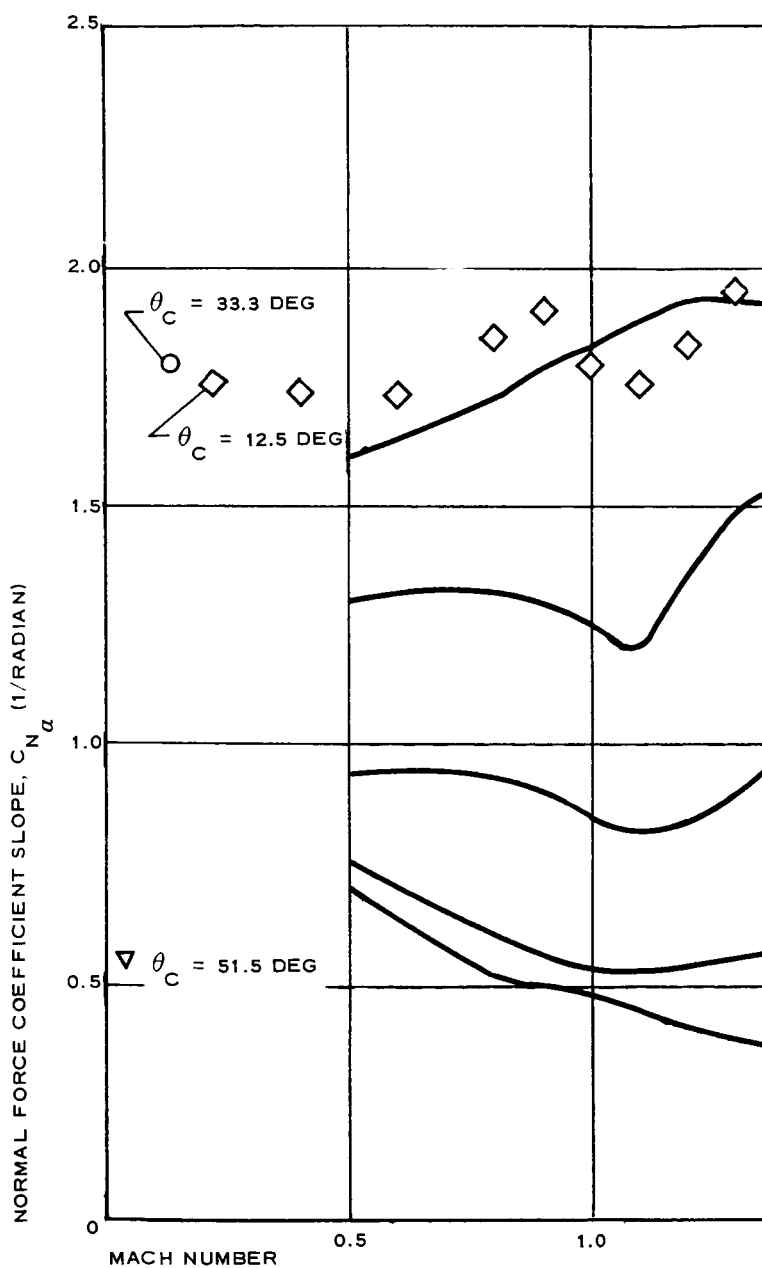 2.5
2.0
θC = 33.3 DEG
θC = 12.5 DEG
1.5
1.0
θC = 51.5 DEG
0.5
0
0.5
1.0
MACH NUMBER
NORMAL FORCE COEFFICIENT SLOPE, CNα (1/RADIAN)